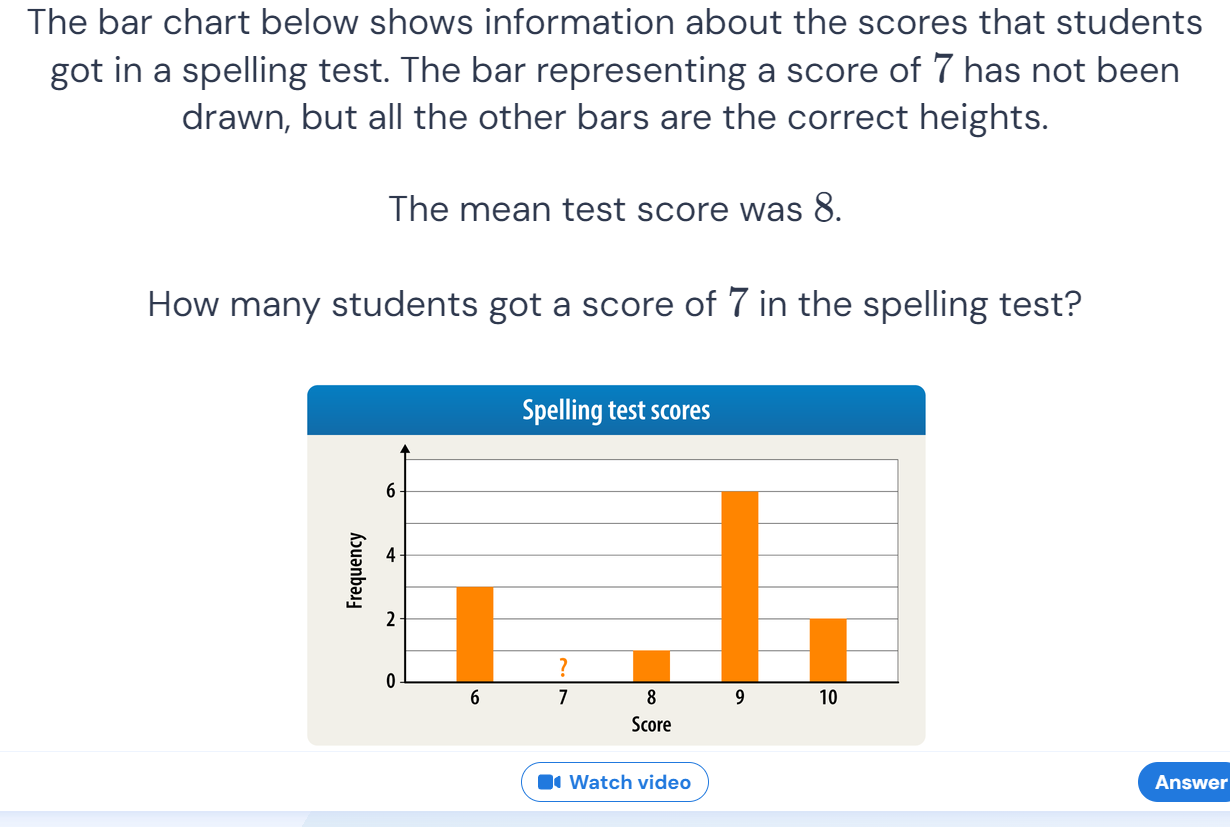 The bar chart below shows information about the scores that students
got in a spelling test. The bar representing a score of 7 has not been
drawn, but all the other bars are the correct heights.
The mean test score was 8.
How many students got a score of 7 in the spelling test?
Spelling test scores
Frequency
6
4
2
0
?
6 7 8 9 10
Score
Watch video
Answer